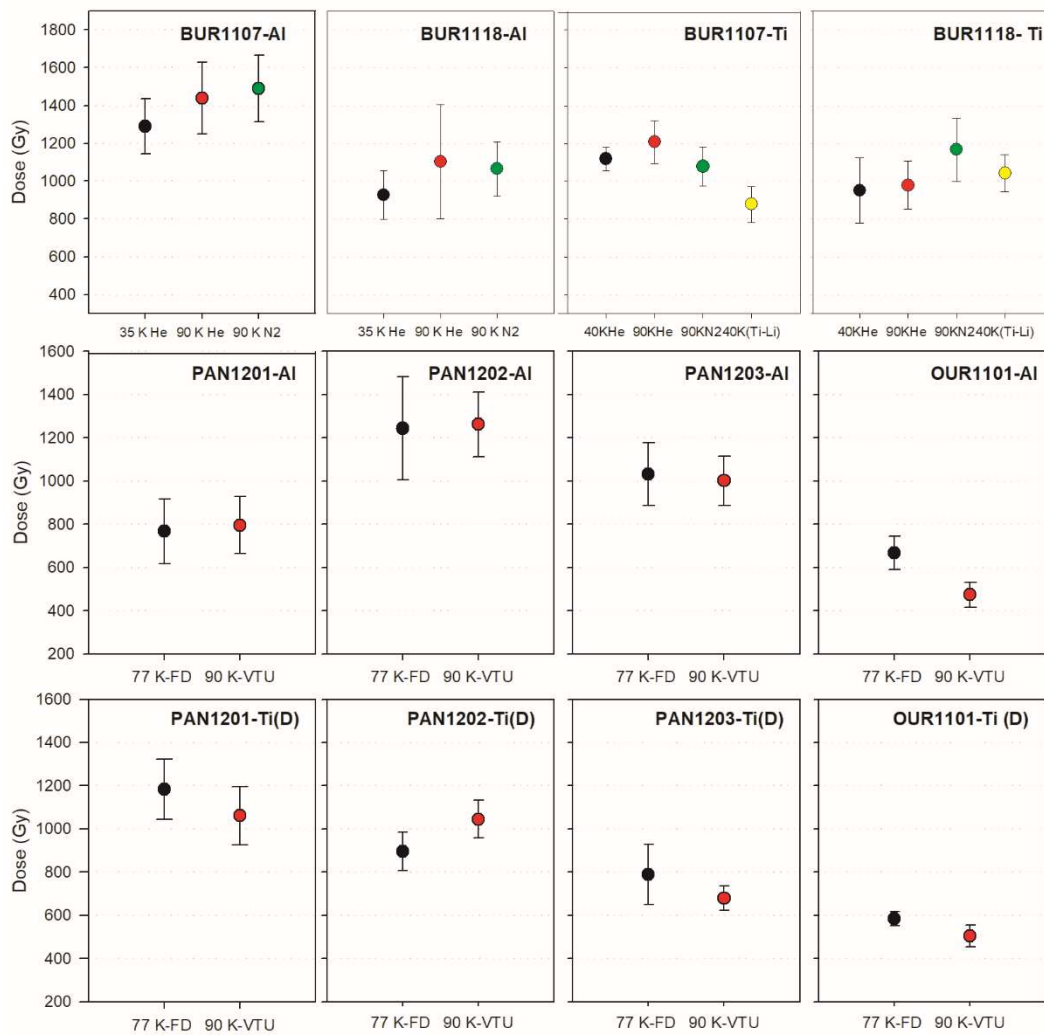 BUR1107-Al
BUR1118-Al
BUR1107-Ti
BUR1118- Ti
Dose (Gy)
1800
1600
1400
1200
1000
800
600
400
35 K He 90 K He 90 K N2
35 K He 90 K He 90 K N2
40KHe 90KHe 90KN240K(Ti-Li)
40KHe 90KHe 90KN240K(Ti-Li)
PAN1201-Al
PAN1202-Al
PAN1203-Al
OUR1101-Al
Dose (Gy)
1600
1400
1200
1000
800
600
400
200
77 K-FD 90 K-VTU
77 K-FD 90 K-VTU
77 K-FD 90 K-VTU
77 K-FD 90 K-VTU
PAN1201-Ti(D)
PAN1202-Ti(D)
PAN1203-Ti(D)
OUR1101-Ti (D)
Dose (Gy)
1600
1400
1200
1000
800
600
400
200
77 K-FD 90 K-VTU
77 K-FD 90 K-VTU
77 K-FD 90 K-VTU
77 K-FD 90 K-VTU